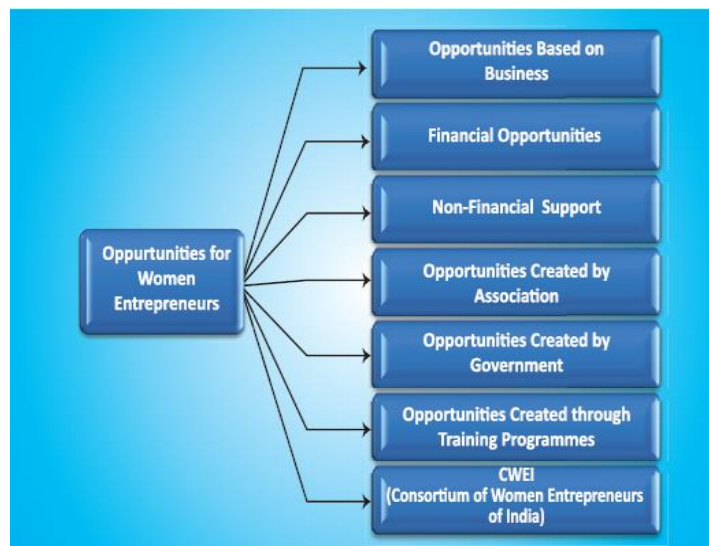 Opportunities Based on
Business
Financial Opportunities
Non-Financial Support
Oppurtunities for
Women
Entrepreneurs
Opportunities Created by
Association
Opportunities Created by
Government
Opportunities Created through
Training Programmes
CWEI
(Consortium of Women Entrepreneurs
of India)